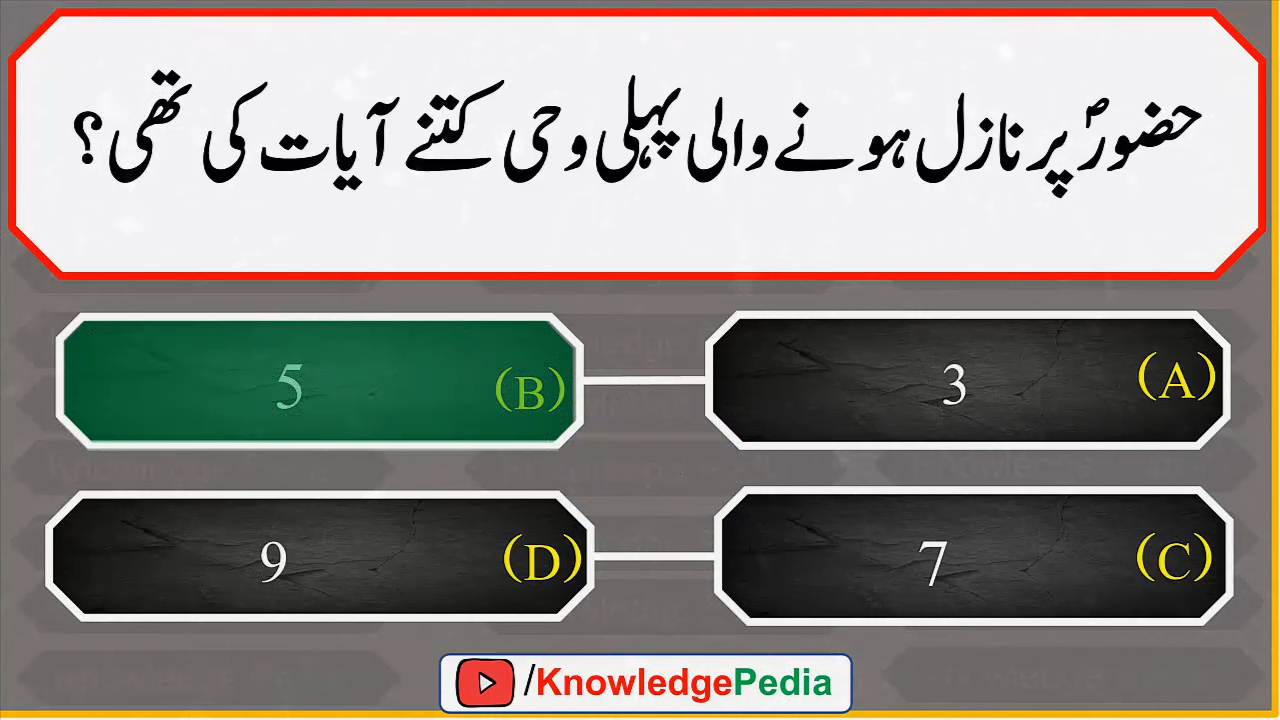 حضورؐ پر نازل ہونے والی پہلی وحی کتنے آیات کی تھی؟
(A) 3
(B) 5
(C) 7
(D) 9
/KnowledgePedia